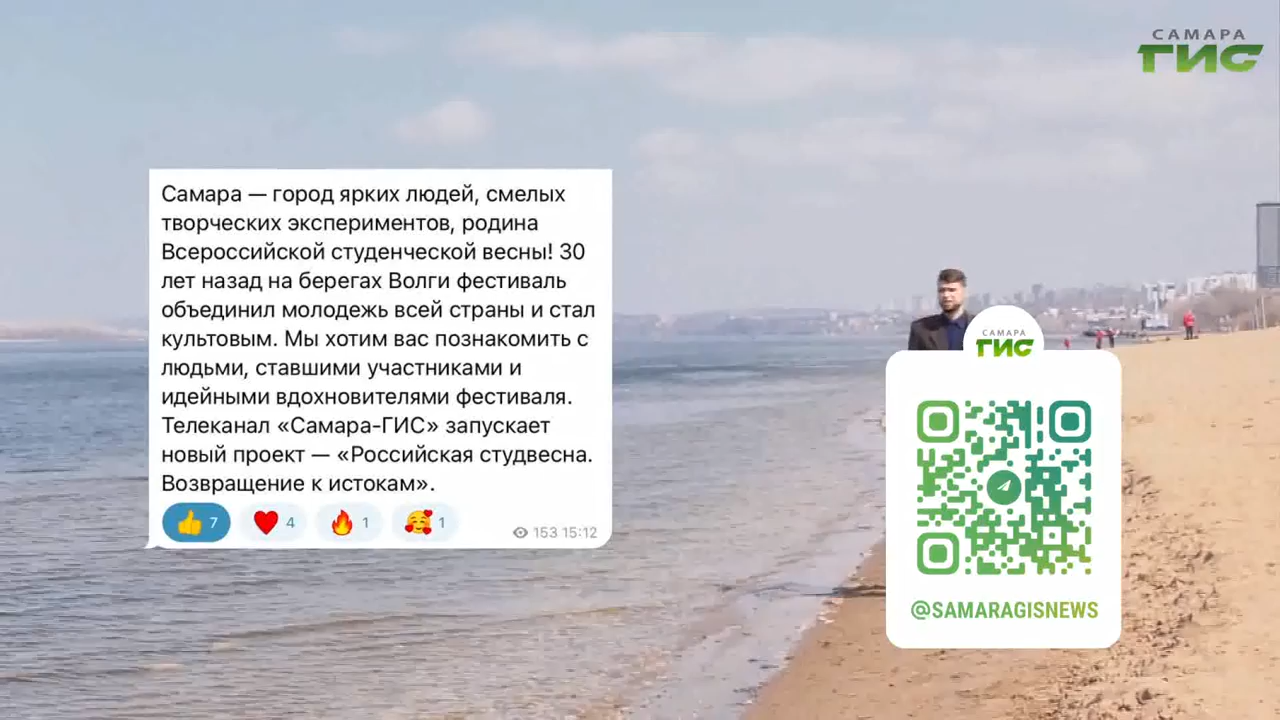 САМАРА
ГИС
Самара — город ярких людей, смелых
творческих экспериментов, родина
Всероссийской студенческой весны! 30
лет назад на берегах Волги фестиваль
объединил молодежь всей страны и стал
культовым. Мы хотим вас познакомить с
людьми, ставшими участниками и
идейными вдохновителями фестиваля.
Телеканал «Самара-ГИС» запускает
новый проект — «Российская студвесна.
Возвращение к истокам».
7 4 1 1 153 15:12
САМАРА
ГИС
@SAMARAGISNEWS